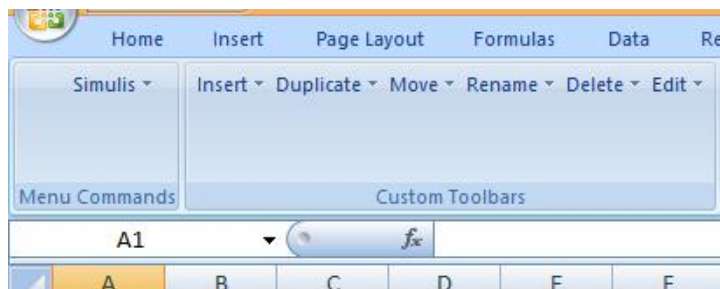 Home Insert Page Layout Formulas Data Re
Simulis Insert Duplicate Move Rename Delete Edit
Menu Commands Custom Toolbars
A1 fx
A B C D